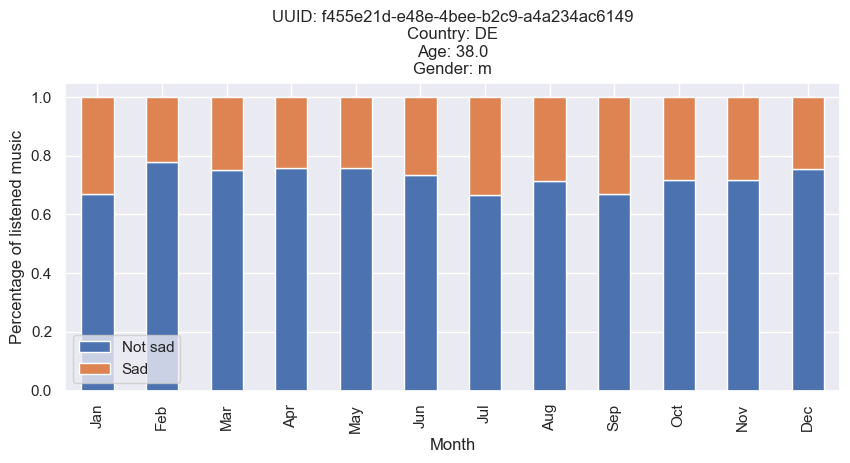 UUID: f455e21d-e48e-4bee-b2c9-a4a234ac6149
Country: DE
Age: 38.0
Gender: m
Percentage of listened music
1.0
0.8
0.6
0.4
0.2
0.0
Not sad
Sad
Jan
Feb
Mar
Apr
May
Jun
Jul
Aug
Sep
Oct
Nov
Dec
Month